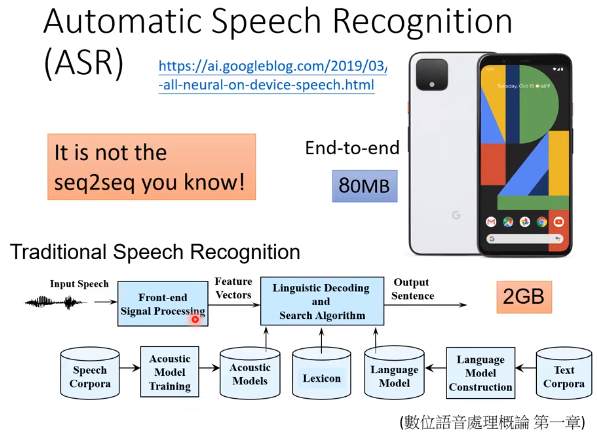 Automatic Speech Recognition
(ASR)
https://ai.googleblog.com/2019/03/
-all-neural-on-device-speech.html
It is not the
seq2seq you know!
End-to-end
80MB
Tuesday, Oct 15
G
Traditional Speech Recognition
Input Speech
Front-end
Signal Processing
Feature
Vectors
Linguistic Decoding
and
Search Algorithm
Output
Sentence
2GB
Speech
Corpora
Acoustic
Model
Training
Acoustic
Models
Lexicon
Language
Model
Language
Model
Construction
Text
Corpora
(數位語音處理概論 第一章)